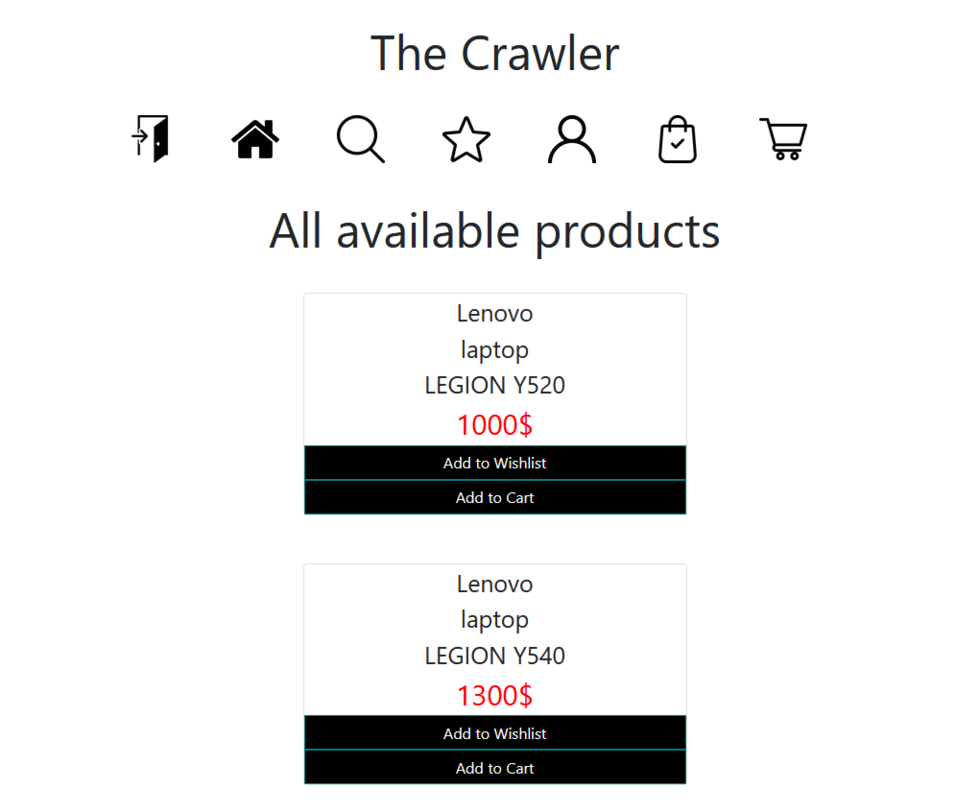 The Crawler
All available products
Lenovo
laptop
LEGION Y520
1000$
Add to Wishlist
Add to Cart
Lenovo
laptop
LEGION Y540
1300$
Add to Wishlist
Add to Cart